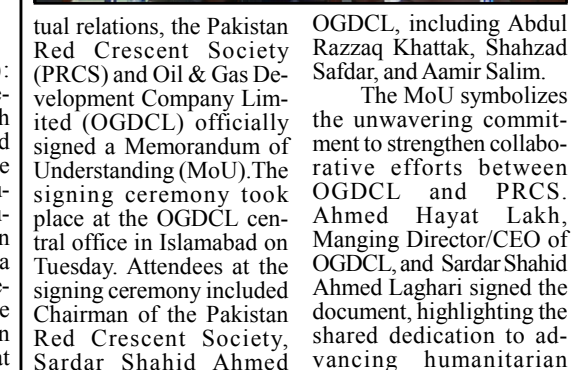 tual relations, the Pakistan
Red Crescent Society
(PRCS) and Oil & Gas De-
velopment Company Lim-
ited (OGDCL) officially
signed a Memorandum of
Understanding (MoU).The
signing ceremony took
place at the OGDCL cen-
tral office in Islamabad on
Tuesday. Attendees at the
signing ceremony included
Chairman of the Pakistan
Red Crescent Society,
Sardar Shahid Ahmed
OGDCL, including Abdul
Razzaq Khattak, Shahzad
Safdar, and Aamir Salim.
The MoU symbolizes
the unwavering commit-
ment to strengthen collabo-
rative efforts between
OGDCL and PRCS.
Ahmed Hayat Lakh,
Manging Director/CEO of
OGDCL, and Sardar Shahid
Ahmed Laghari signed the
document, highlighting the
shared dedication to ad-
vancing humanitarian